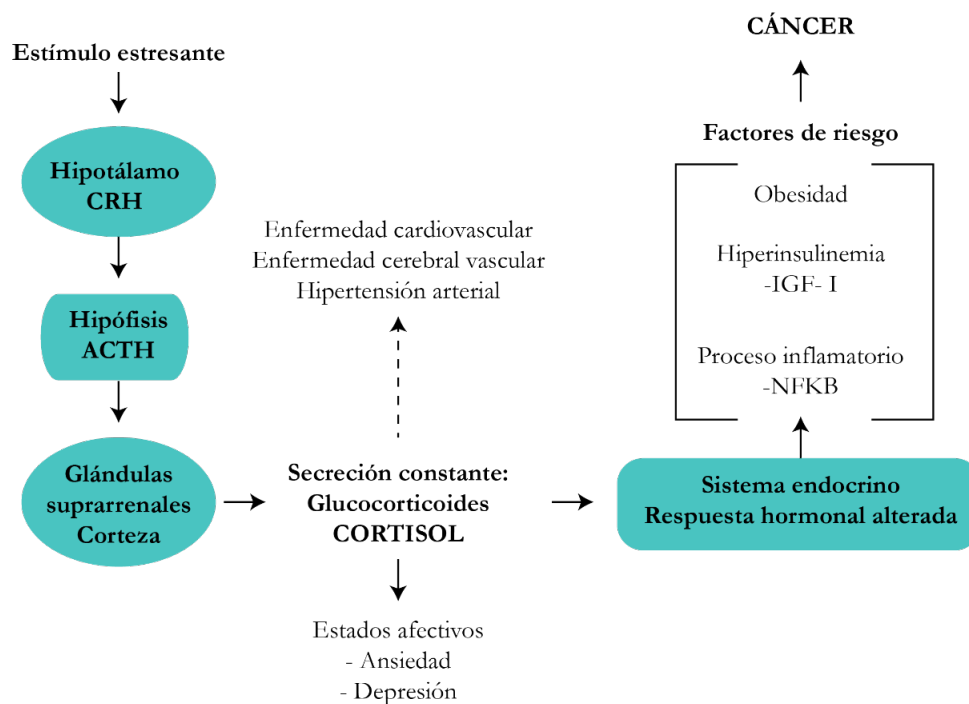 Estímulo estresante
Hipotálamo
CRH
Hipófisis
ACTH
Glándulas
suprarrenales
Corteza
Enfermedad cardiovascular
Enfermedad cerebral vascular
Hipertensión arterial
Secreción constante:
Glucocorticoides
CORTISOL
Estados afectivos
- Ansiedad
- Depresión
CÁNCER
Factores de riesgo
Obesidad
Hiperinsulinemia
-IGF- I
Proceso inflamatorio
-NFKB
Sistema endocrino
Respuesta hormonal alterada